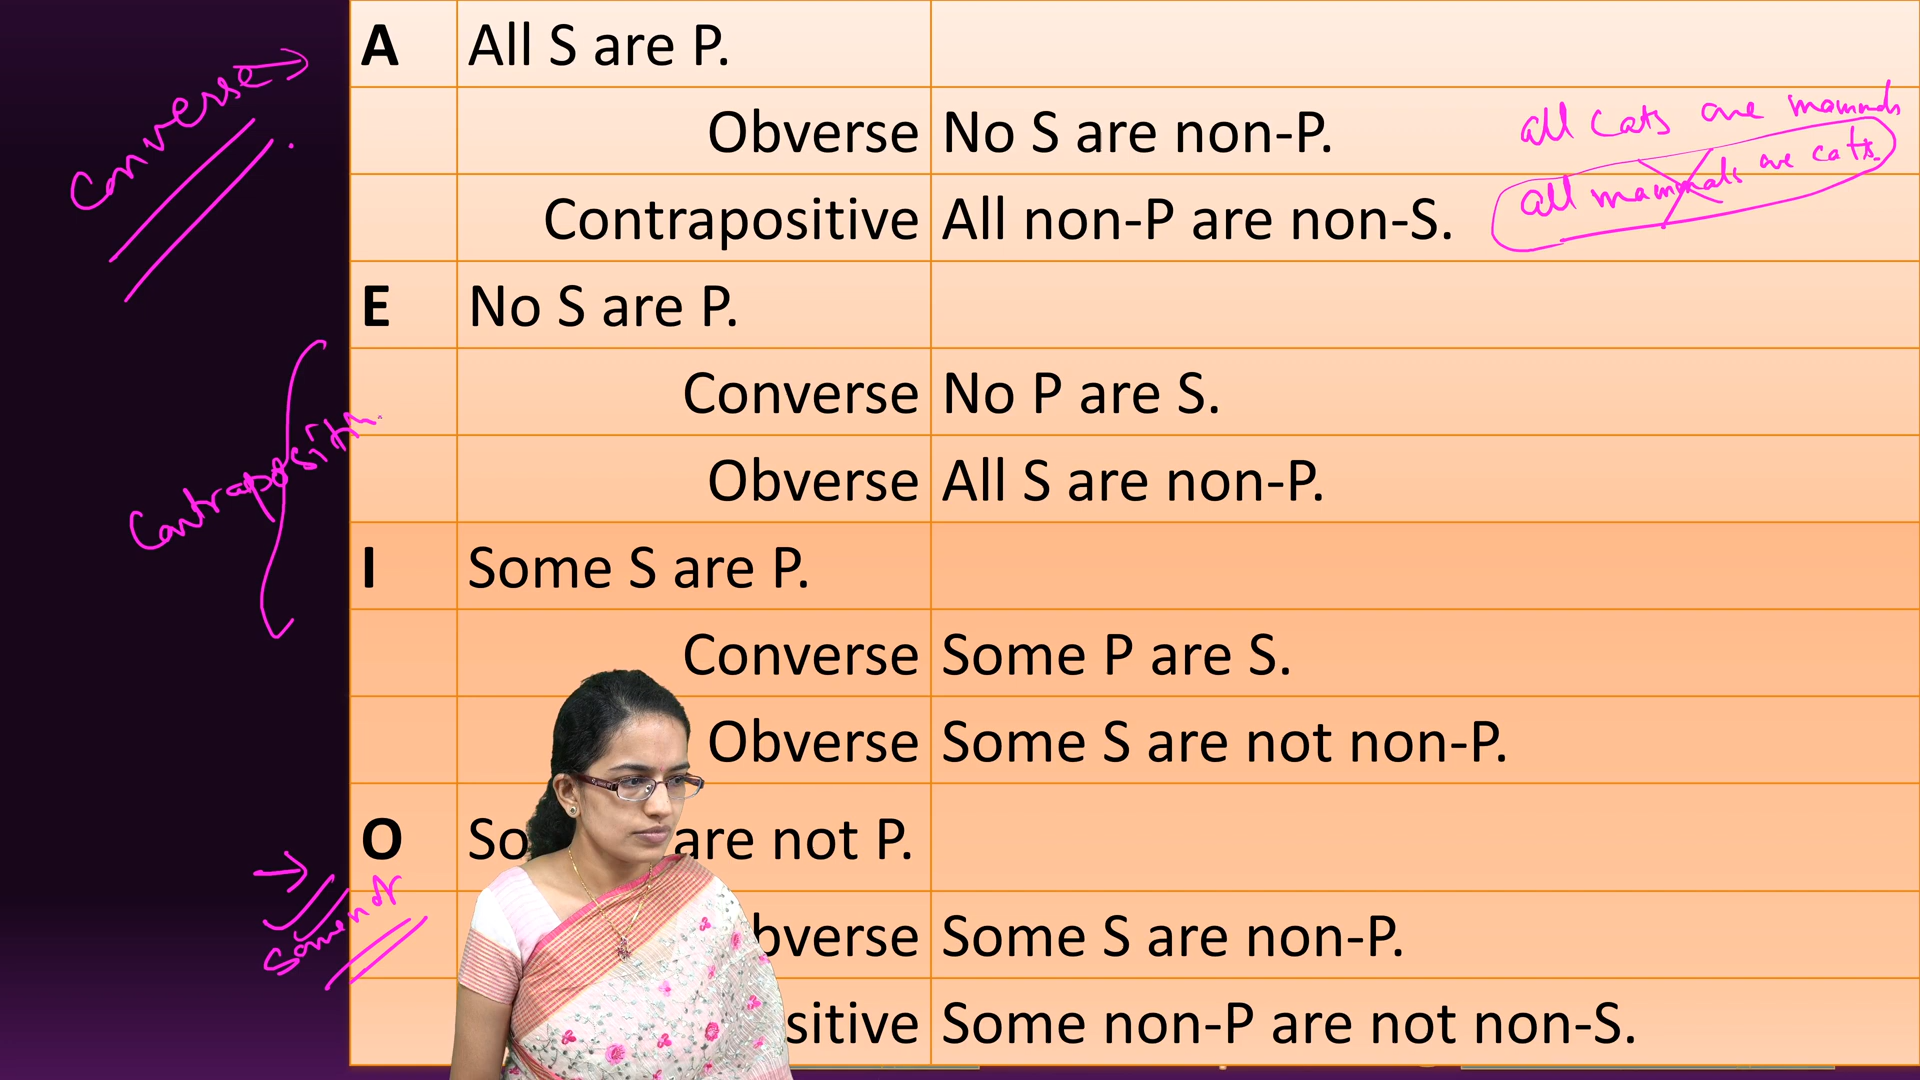 A All S are P.
Obverse No S are non-P.
Contrapositive All non-P are non-S.
E No S are P.
Converse No P are S.
Obverse All S are non-P.
I Some S are P.
Converse Some P are S.
Obverse Some S are not non-P.
O So are not P.
bverse Some S are non-P.
sitive Some non-P are not non-S.
Converse
all cats are mammals
all mammals are cats.
Contraposition
Some not